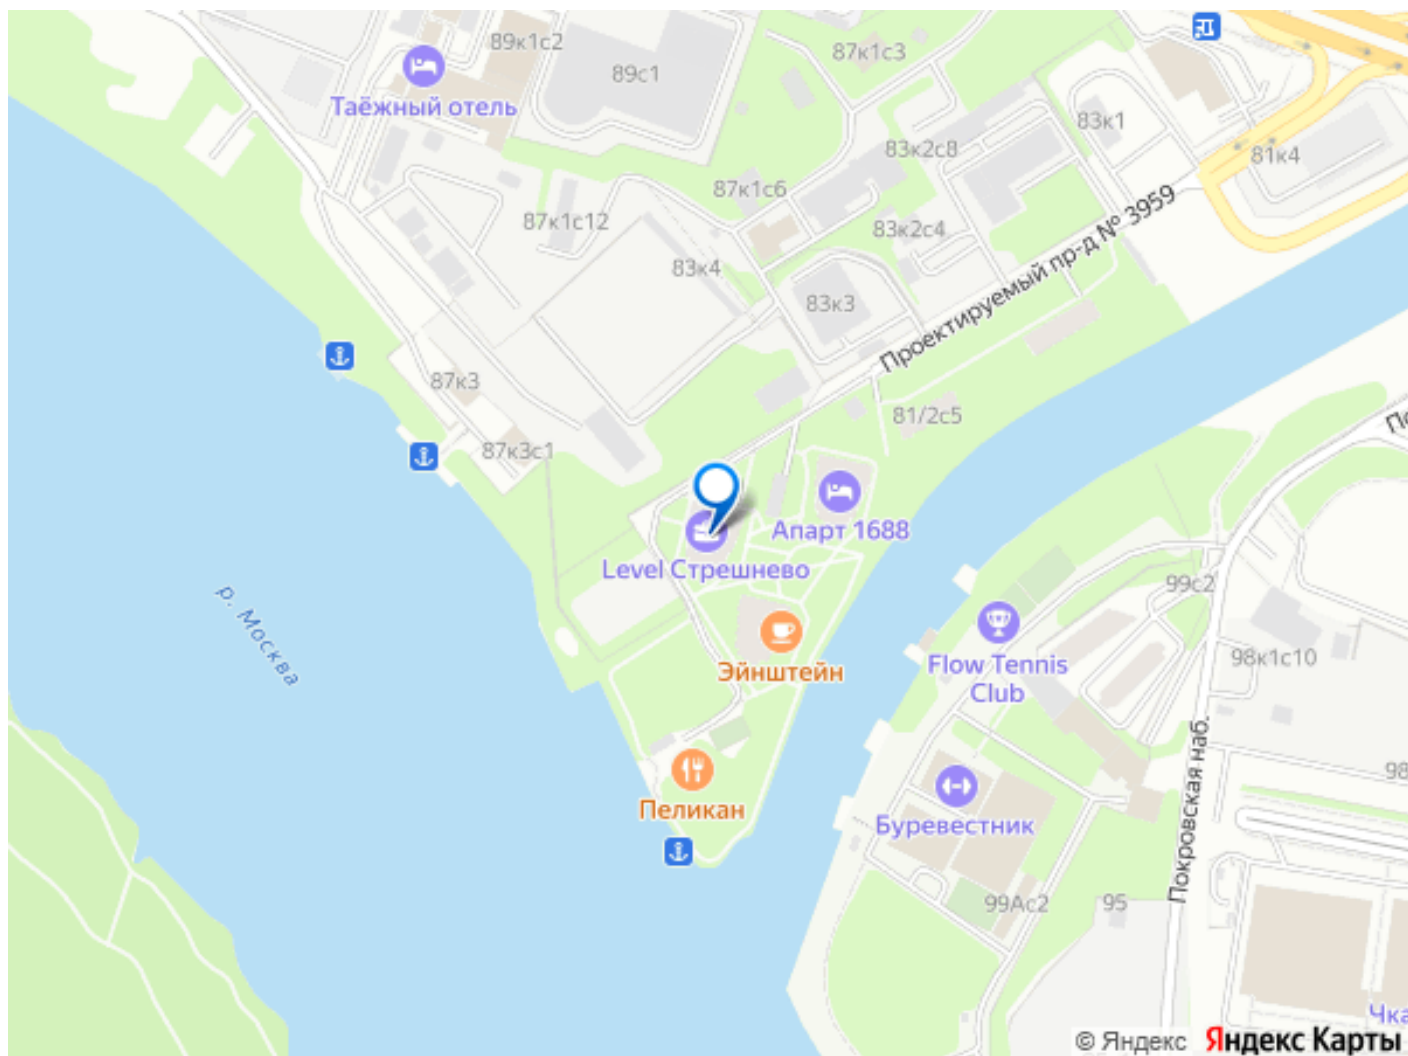 89к1с2
87к1с3
89с1
Таёжный отель
83к1
83к2с8
81к4
87к1с6
87к1с12
83к2с4
Проектируемый пр-д № 3959
83к4
83к3
87к3
81/2с5
87к3с1
Апарт 1688
Level Стрешнево
р. Москва
99с2
Эйнштейн
Flow Tennis
Club
98к1с10
Покровская наб.
98
Пеликан
Буревестник
99Ас2
95
Чка
© Яндекс Яндекс Карты